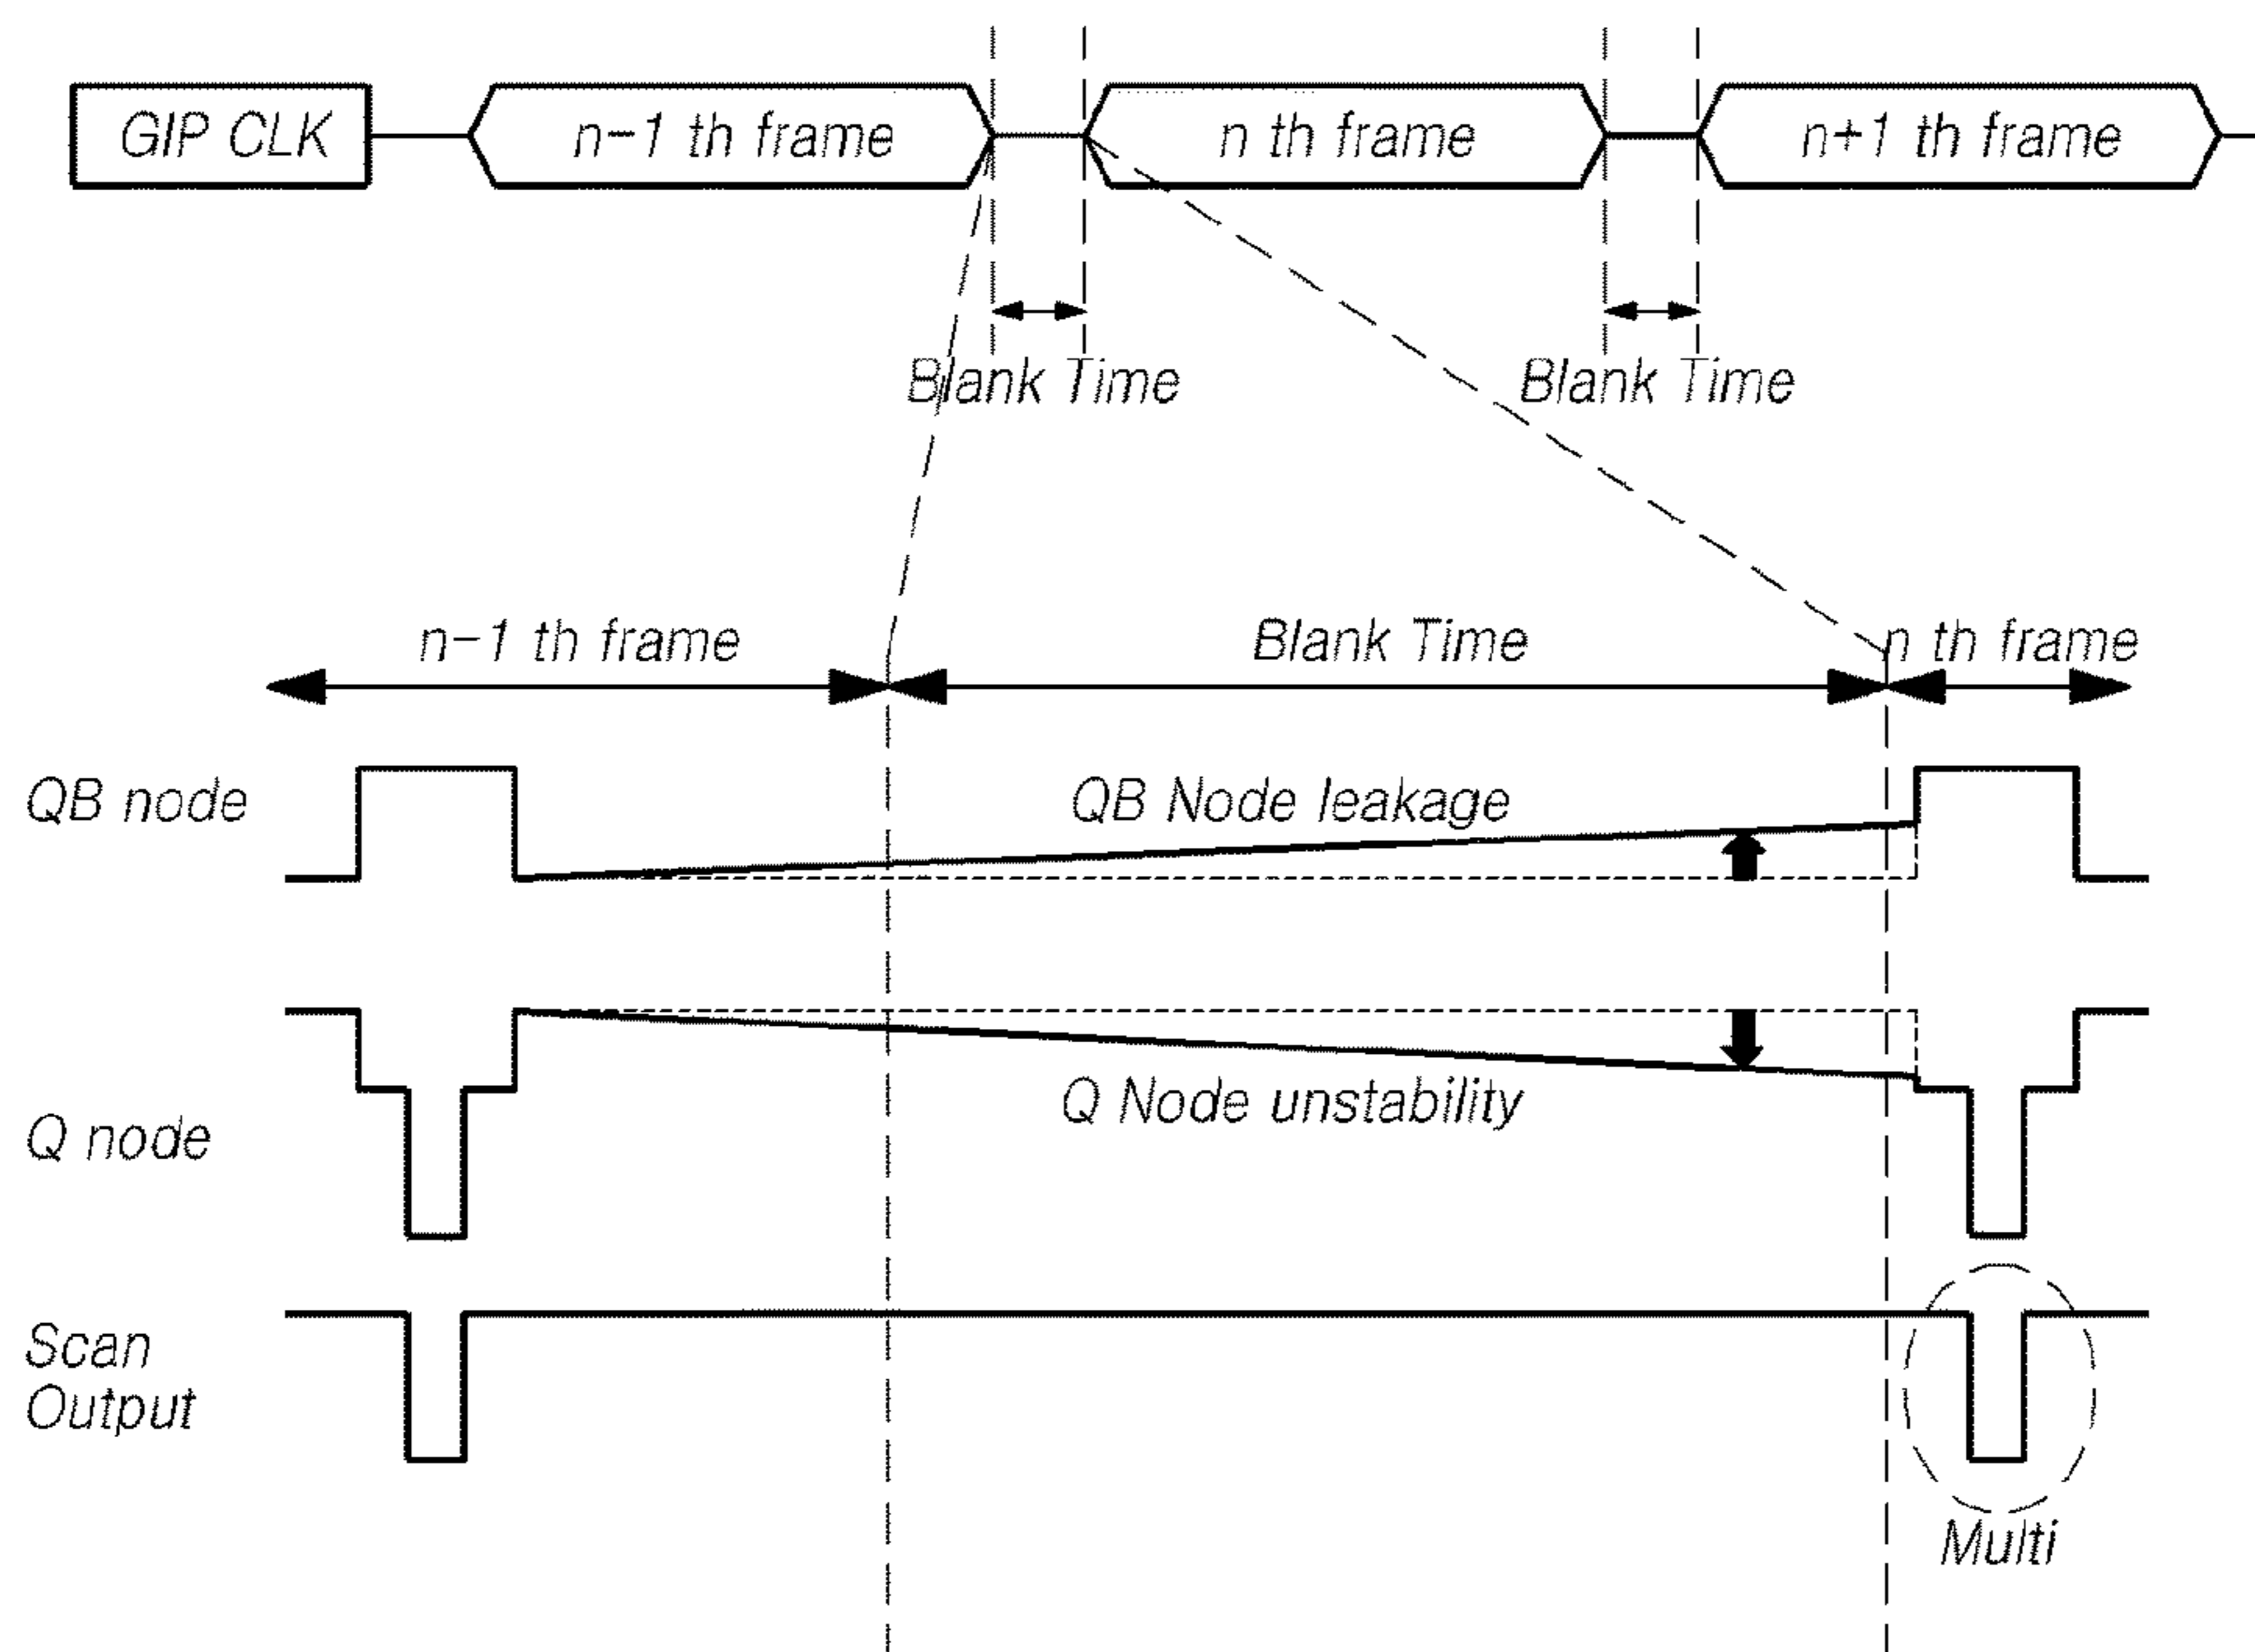 GIP CLK
n-1 th frame
n th frame
n+1 th frame
Blank Time
Blank Time
n-1 th frame
Blank Time
n th frame
QB node
QB Node leakage
Q Node unstability
Q node
Scan
Output
Multi